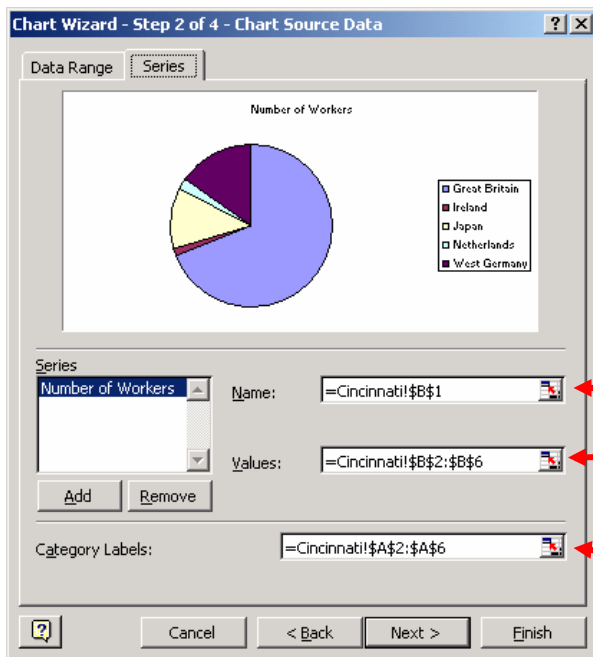 Chart Wizard - Step 2 of 4 - Chart Source Data
Data Range
Series
Number of Workers
Great Britain
Ireland
Japan
Netherlands
West Germany
Series
Number of Workers
Name:
=Cincinnati!$B$1
Values:
=Cincinnati!$B$2:$B$6
Add
Remove
Category Labels:
=Cincinnati!$A$2:$A$6
Cancel
< Back
Next >
Finish